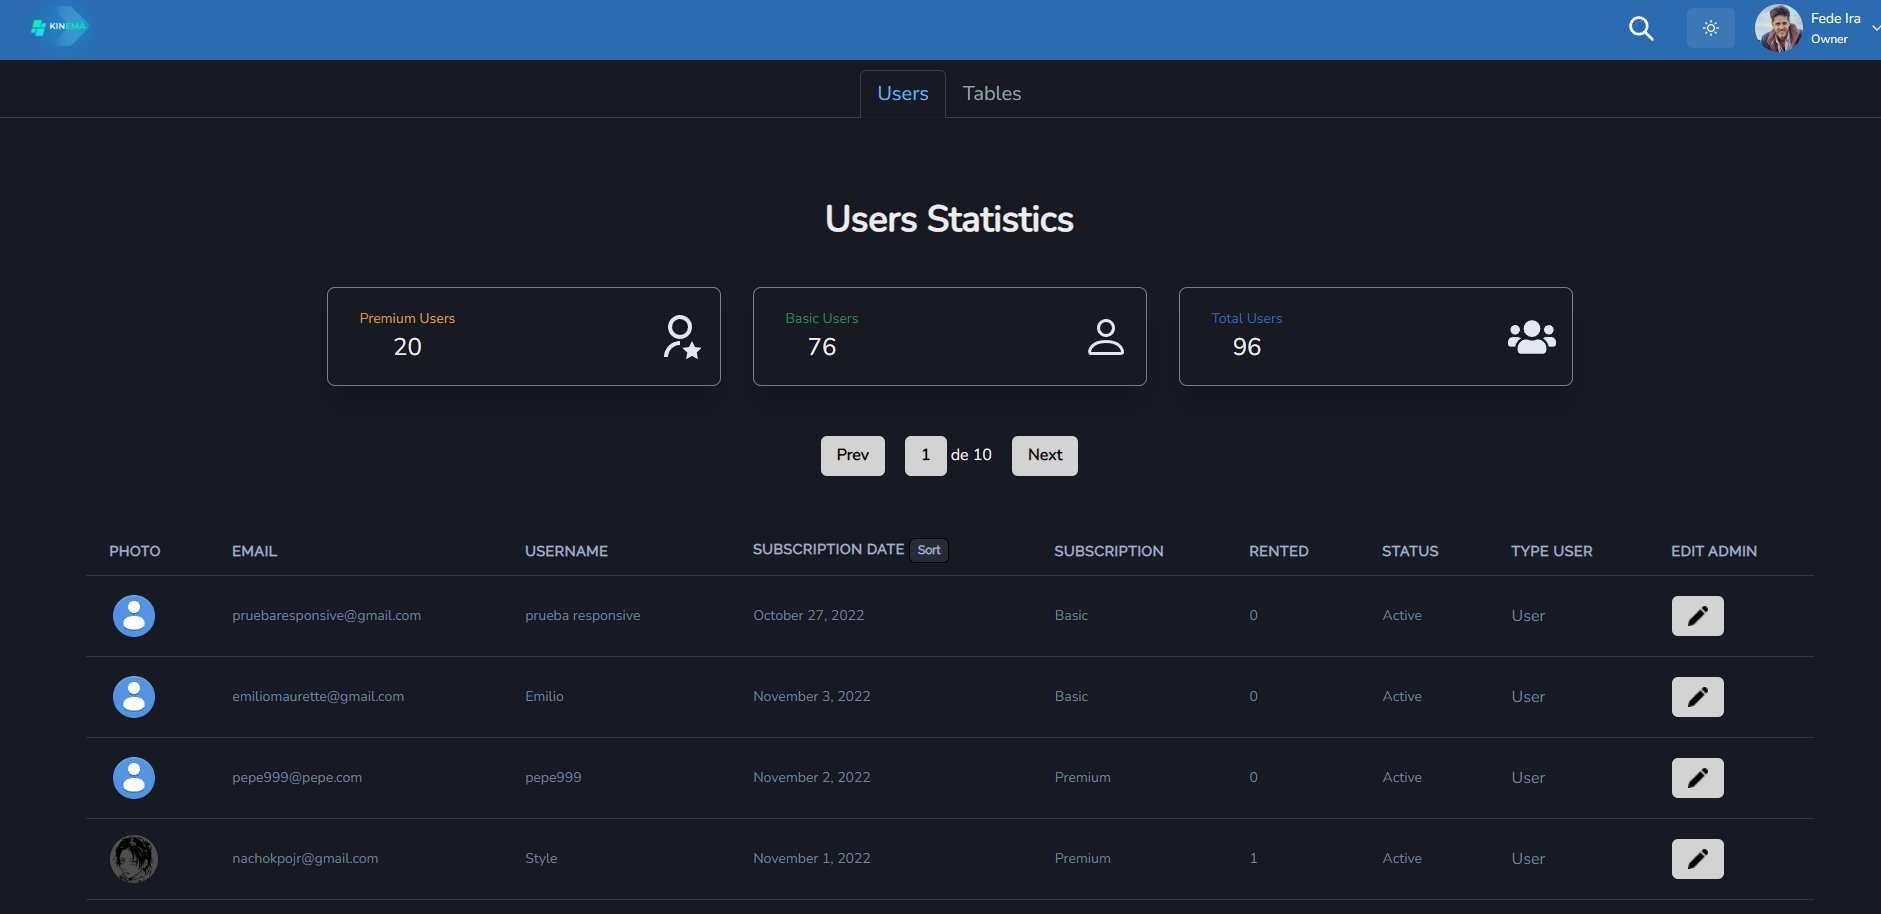 KINEMA
Fede Ira
Owner
Users Tables
Users Statistics
Premium Users
20
Basic Users
76
Total Users
96
Prev 1 de 10 Next
PHOTO EMAIL USERNAME SUBSCRIPTION DATE Sort SUBSCRIPTION RENTED STATUS TYPE USER EDIT ADMIN
pruebaresponsive@gmail.com prueba responsive October 27, 2022 Basic 0 Active User
emiliomaurette@gmail.com Emilio November 3, 2022 Basic 0 Active User
pepe999@pepe.com pepe999 November 2, 2022 Premium 0 Active User
nachokpojr@gmail.com Style November 1, 2022 Premium 1 Active User